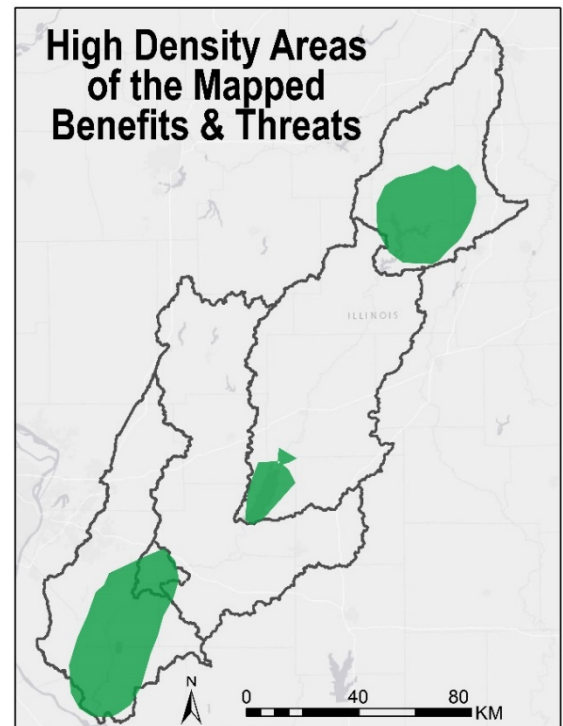 High Density Areas
of the Mapped
Benefits & Threats
ILLINOIS
N
0 40 80
KM